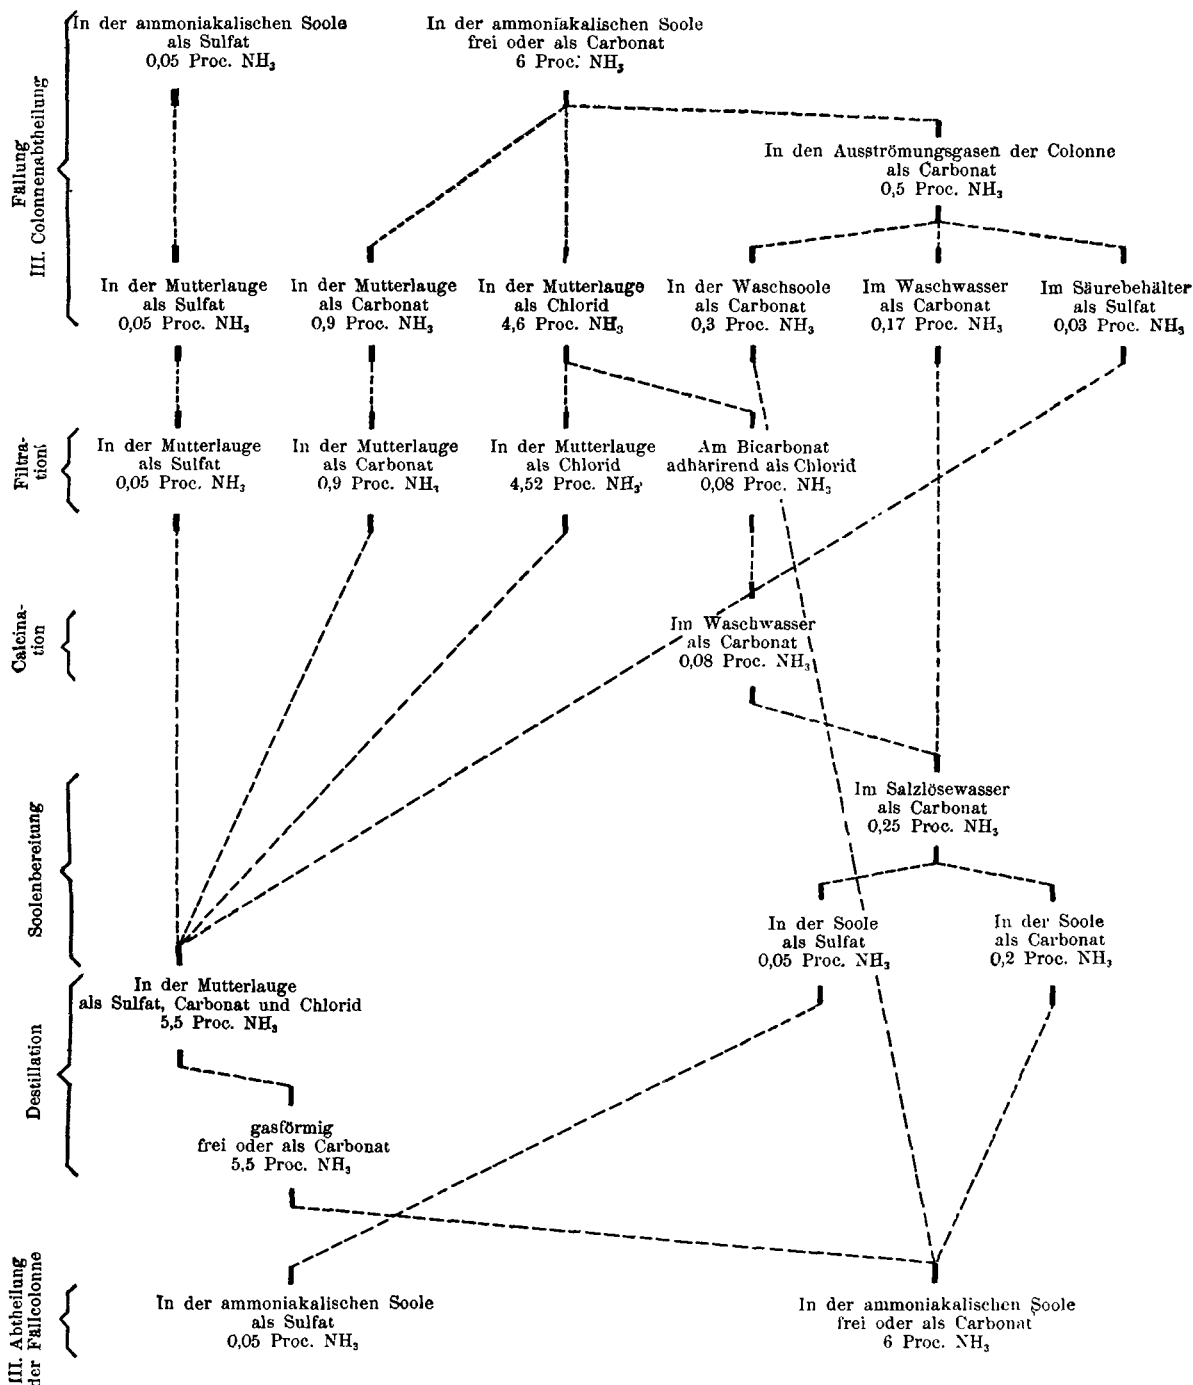 In der ammoniakalischen Soole
als Sulfat
0,05 Proc. NH₃
In der ammoniakalischen Soole
frei oder als Carbonat
6 Proc. NH₃
Fällung
III. Colonnenabtheilung
In den Ausströmungsgasen der Colonne
als Carbonat
0,5 Proc. NH₃
In der Mutterlauge
als Sulfat
0,05 Proc. NH₃
In der Mutterlauge
als Carbonat
0,9 Proc. NH₃
In der Mutterlauge
als Chlorid
4,6 Proc. NH₃
In der Waschsoole
als Carbonat
0,3 Proc. NH₃
Im Waschwasser
als Carbonat
0,17 Proc. NH₃
Im Säurebehälter
als Sulfat
0,03 Proc. NH₃
Filtra-
tion
In der Mutterlauge
als Sulfat
0,05 Proc. NH₃
In der Mutterlauge
als Carbonat
0,9 Proc. NH₃
In der Mutterlauge
als Chlorid
4,52 Proc. NH₃
Am Bicarbonat
adhärirend als Chlorid
0,08 Proc. NH₃
Calcina-
tion
Im Waschwasser
als Carbonat
0,08 Proc. NH₃
Soolenbereitung
Im Salzlösewasser
als Carbonat
0,25 Proc. NH₃
In der Soole
als Sulfat
0,05 Proc. NH₃
In der Soole
als Carbonat
0,2 Proc. NH₃
Destillation
In der Mutterlauge
als Sulfat, Carbonat und Chlorid
5,5 Proc. NH₃
gasförmig
frei oder als Carbonat
5,5 Proc. NH₃
III. Abtheilung
der Fällcolonne
In der ammoniakalischen Soole
als Sulfat
0,05 Proc. NH₃
In der ammoniakalischen Soole
frei oder als Carbonat
6 Proc. NH₃